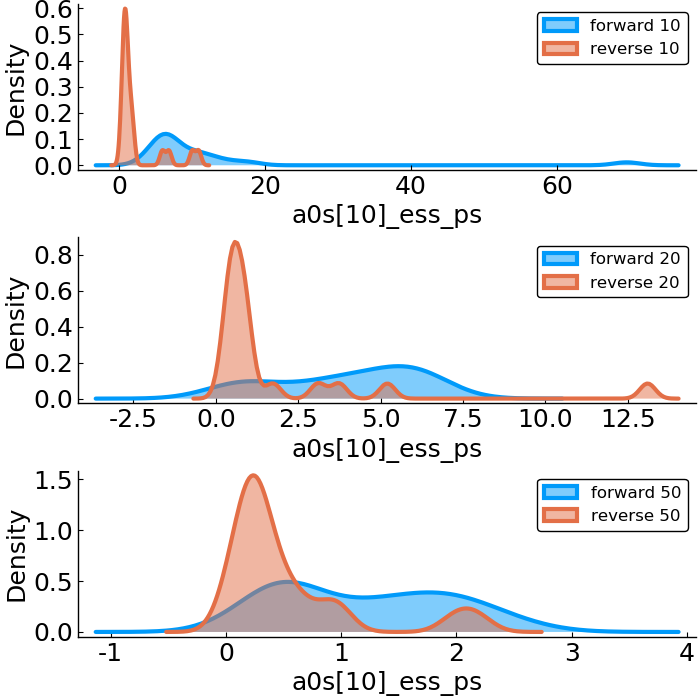 0.6
0.5
0.4
0.3
0.2
0.1
0.0
Density
forward 10
reverse 10
0 20 40 60
a0s[10]_ess_ps
0.8
0.6
0.4
0.2
0.0
Density
forward 20
reverse 20
-2.5 0.0 2.5 5.0 7.5 10.0 12.5
a0s[10]_ess_ps
1.5
1.0
0.5
0.0
Density
forward 50
reverse 50
-1 0 1 2 3 4
a0s[10]_ess_ps